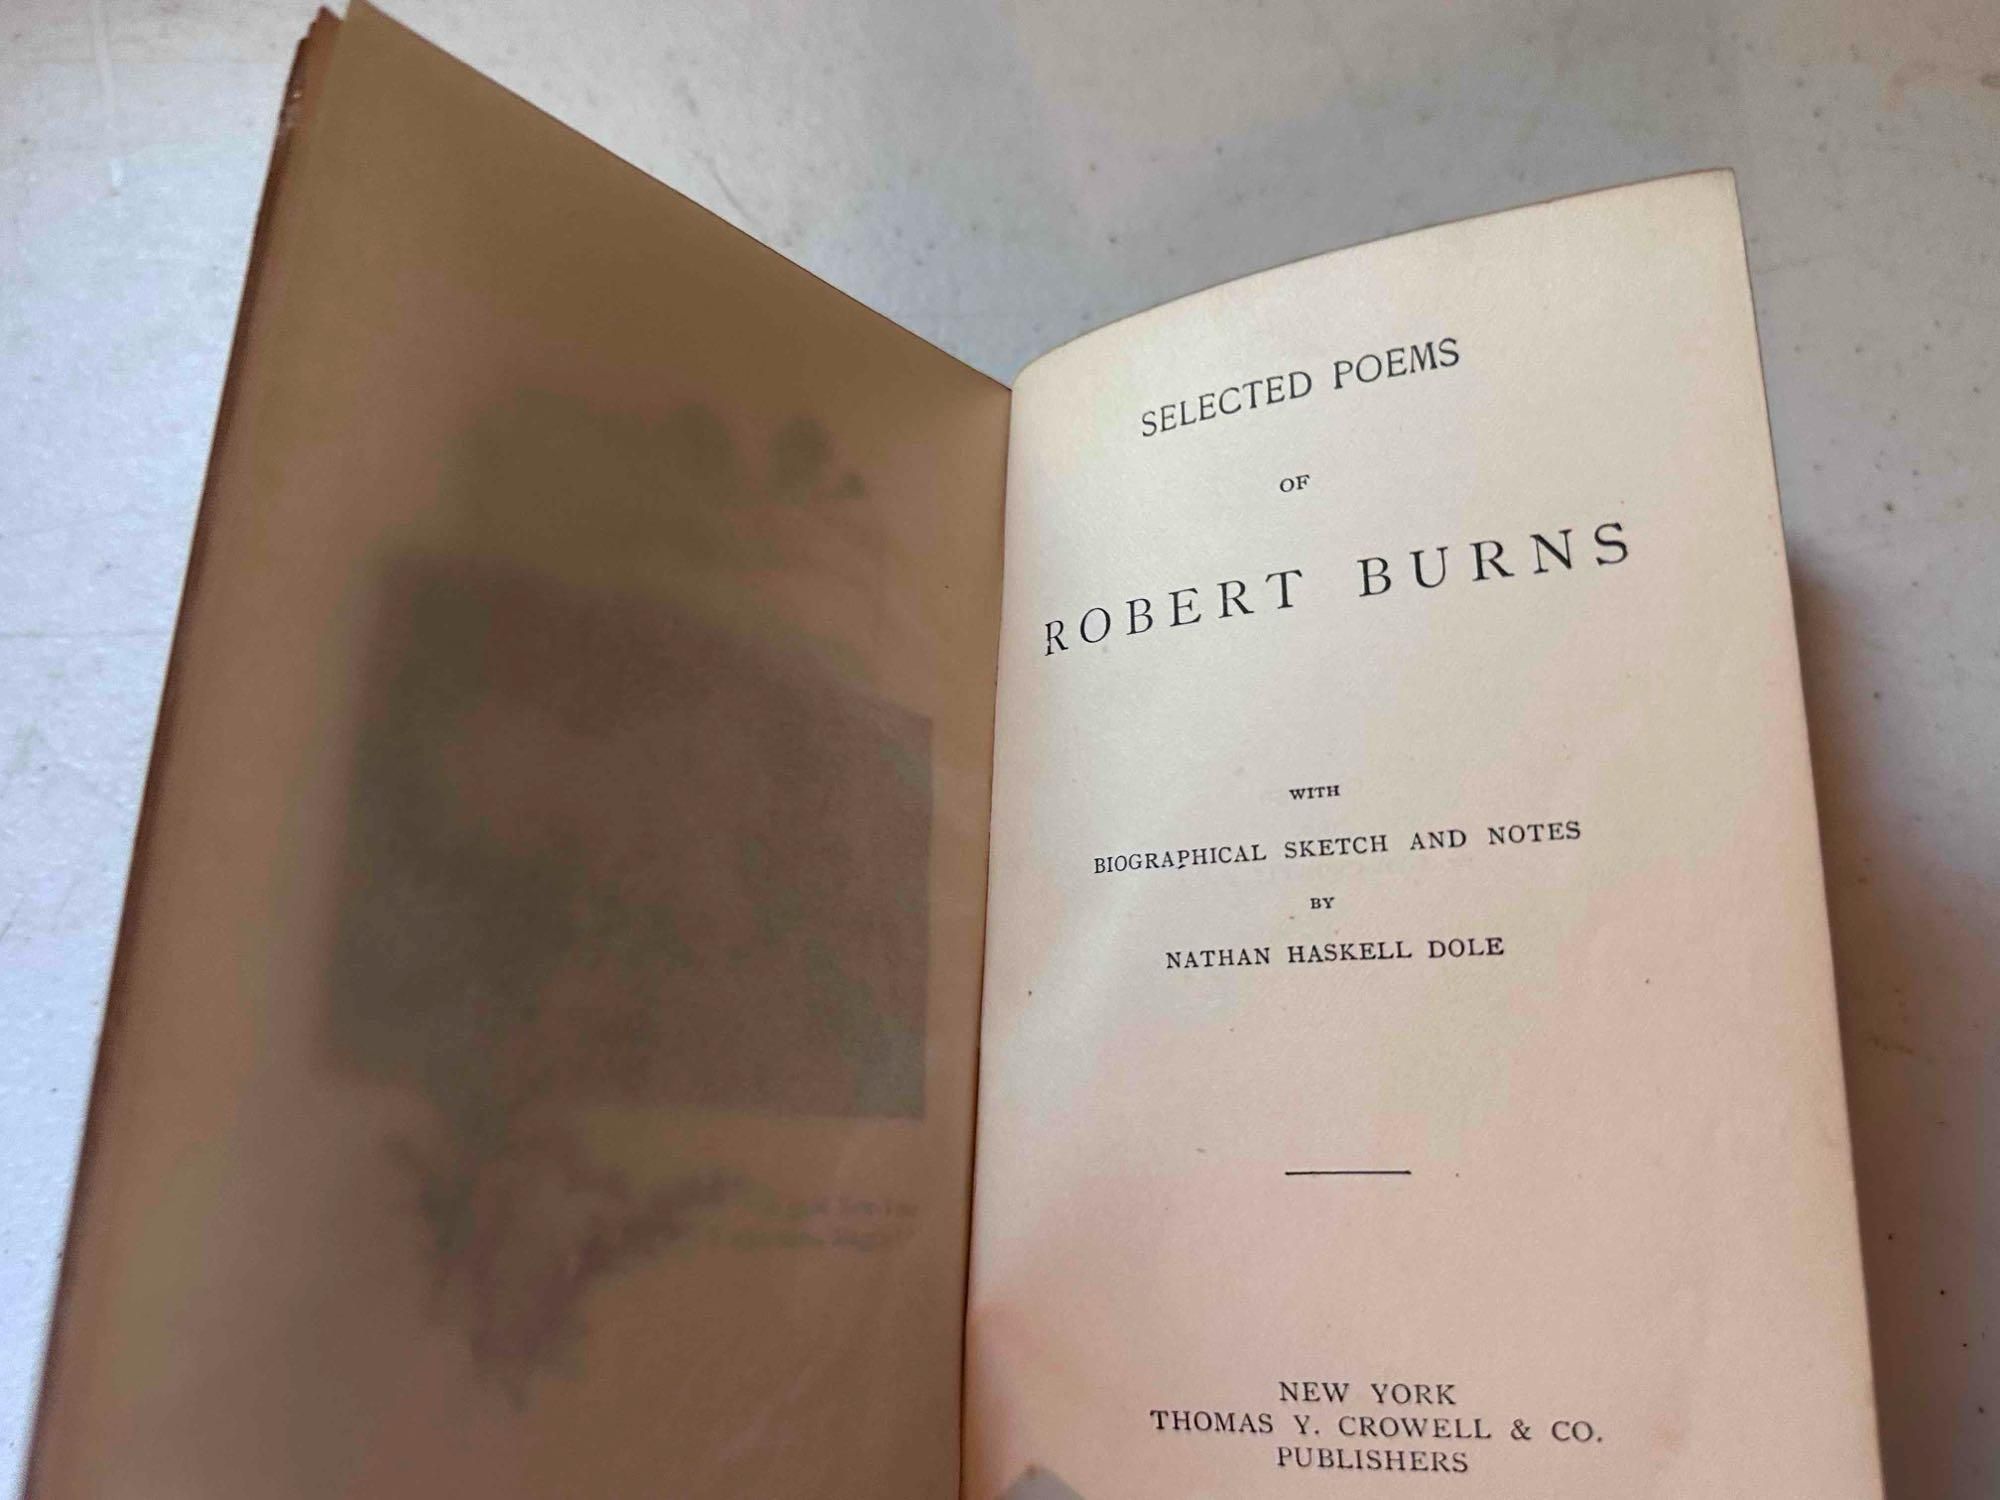 SELECTED POEMS
OF
ROBERT BURNS
WITH
BIOGRAPHICAL SKETCH AND NOTES
BY
NATHAN HASKELL DOLE
NEW YORK
THOMAS Y. CROWELL & CO.
PUBLISHERS